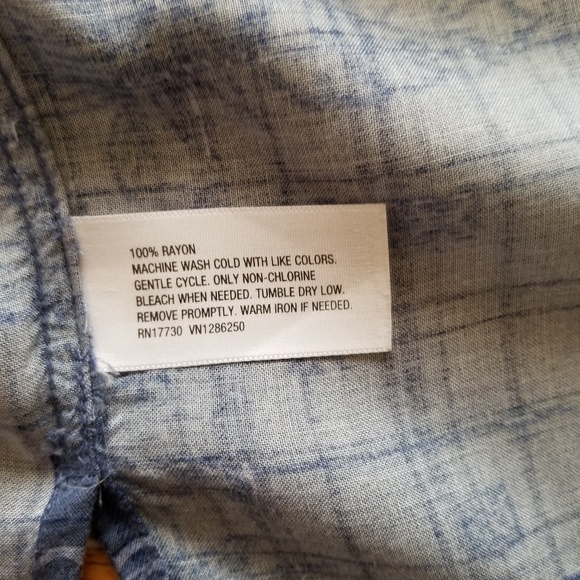 100% RAYON
MACHINE WASH COLD WITH LIKE COLORS.
GENTLE CYCLE. ONLY NON-CHLORINE
BLEACH WHEN NEEDED. TUMBLE DRY LOW.
REMOVE PROMPTLY. WARM IRON IF NEEDED.
RN17730 VN1286250